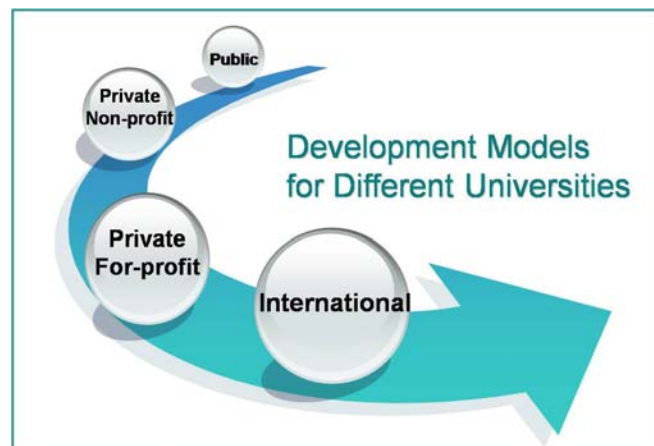 Public
Private
Non-profit
Development Models
for Different Universities
Private
For-profit
International